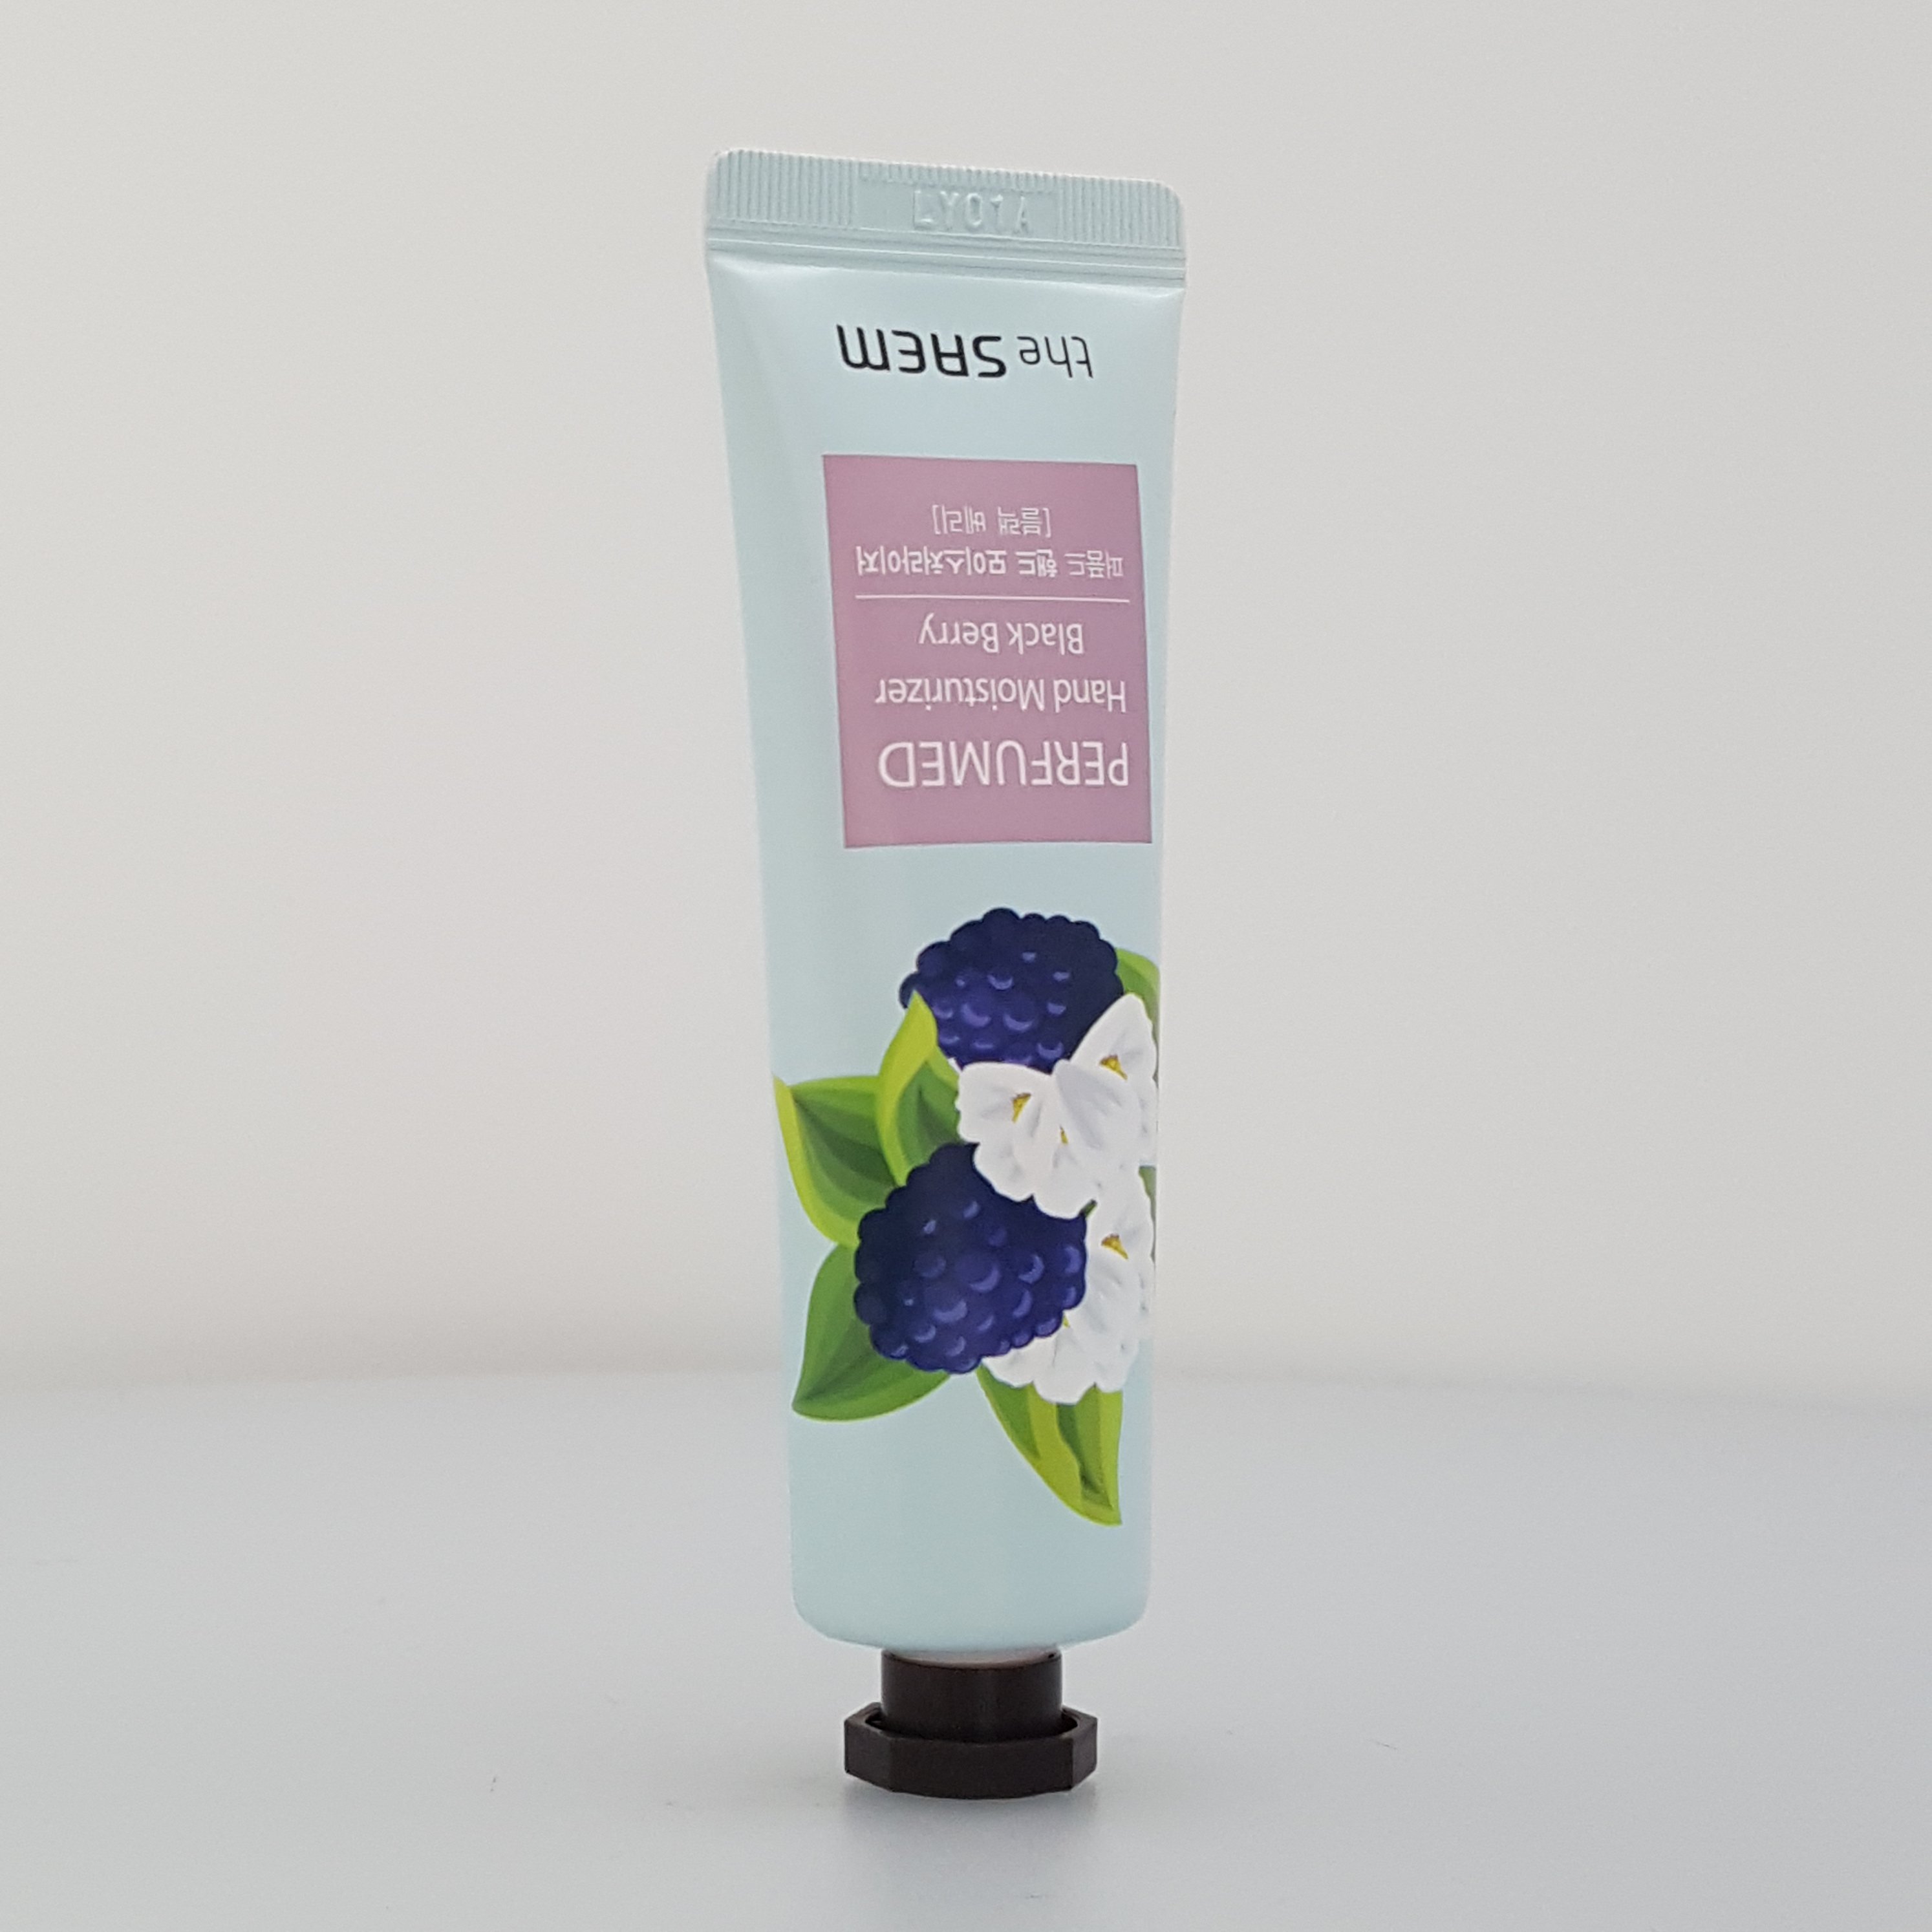 LY01A
PERFUMED
Hand Moisturizer
Black Berry
퍼퓸드 핸드 모이스처라이저
[블랙 베리]
the SAEM